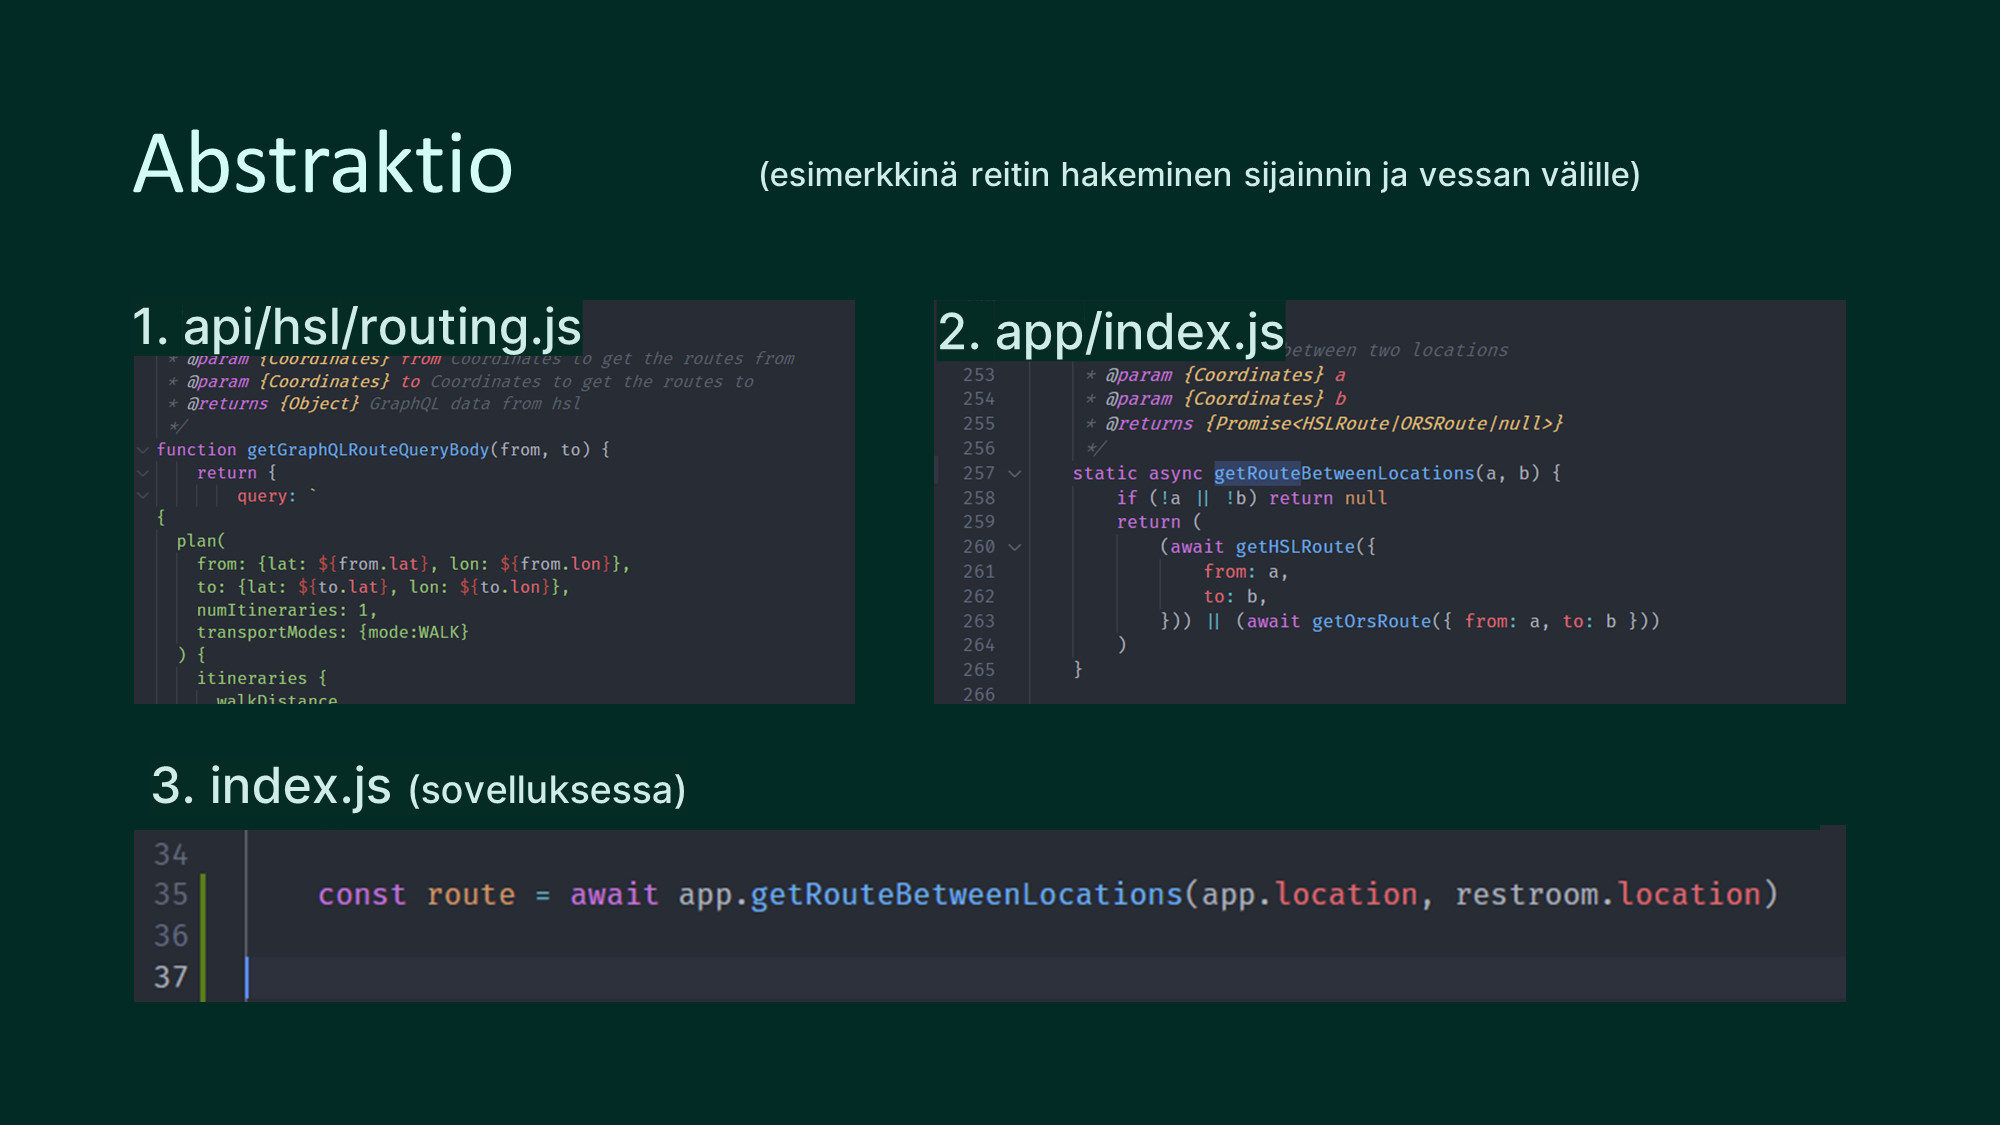 Abstraktio
(esimerkkinä reitin hakeminen sijainnin ja vessan välille)
1. api/hsl/routing.js
* @param {Coordinates} from Coordinates to get the routes from
* @param {Coordinates} to Coordinates to get the routes to
* @returns {Object} GraphQL data from hsl
*/
function getGraphQLRouteQueryBody(from, to) {
return {
query: `
{
plan(
from: {lat: ${from.lat}, lon: ${from.lon}},
to: {lat: ${to.lat}, lon: ${to.lon}},
numItineraries: 1,
transportModes: {mode:WALK}
) {
itineraries {
walkDistance
2. app/index.js
between two locations
253 * @param {Coordinates} a
254 * @param {Coordinates} b
255 * @returns {Promise<HSLRoute|ORSRoute|null>}
256 */
257 static async getRouteBetweenLocations(a, b) {
258 if (!a || !b) return null
259 return (
260 (await getHSLRoute({
261 from: a,
262 to: b,
263 })) || (await getOrsRoute({ from: a, to: b }))
264 )
265 }
266
3. index.js (sovelluksessa)
34
35 const route = await app.getRouteBetweenLocations(app.location, restroom.location)
36
37